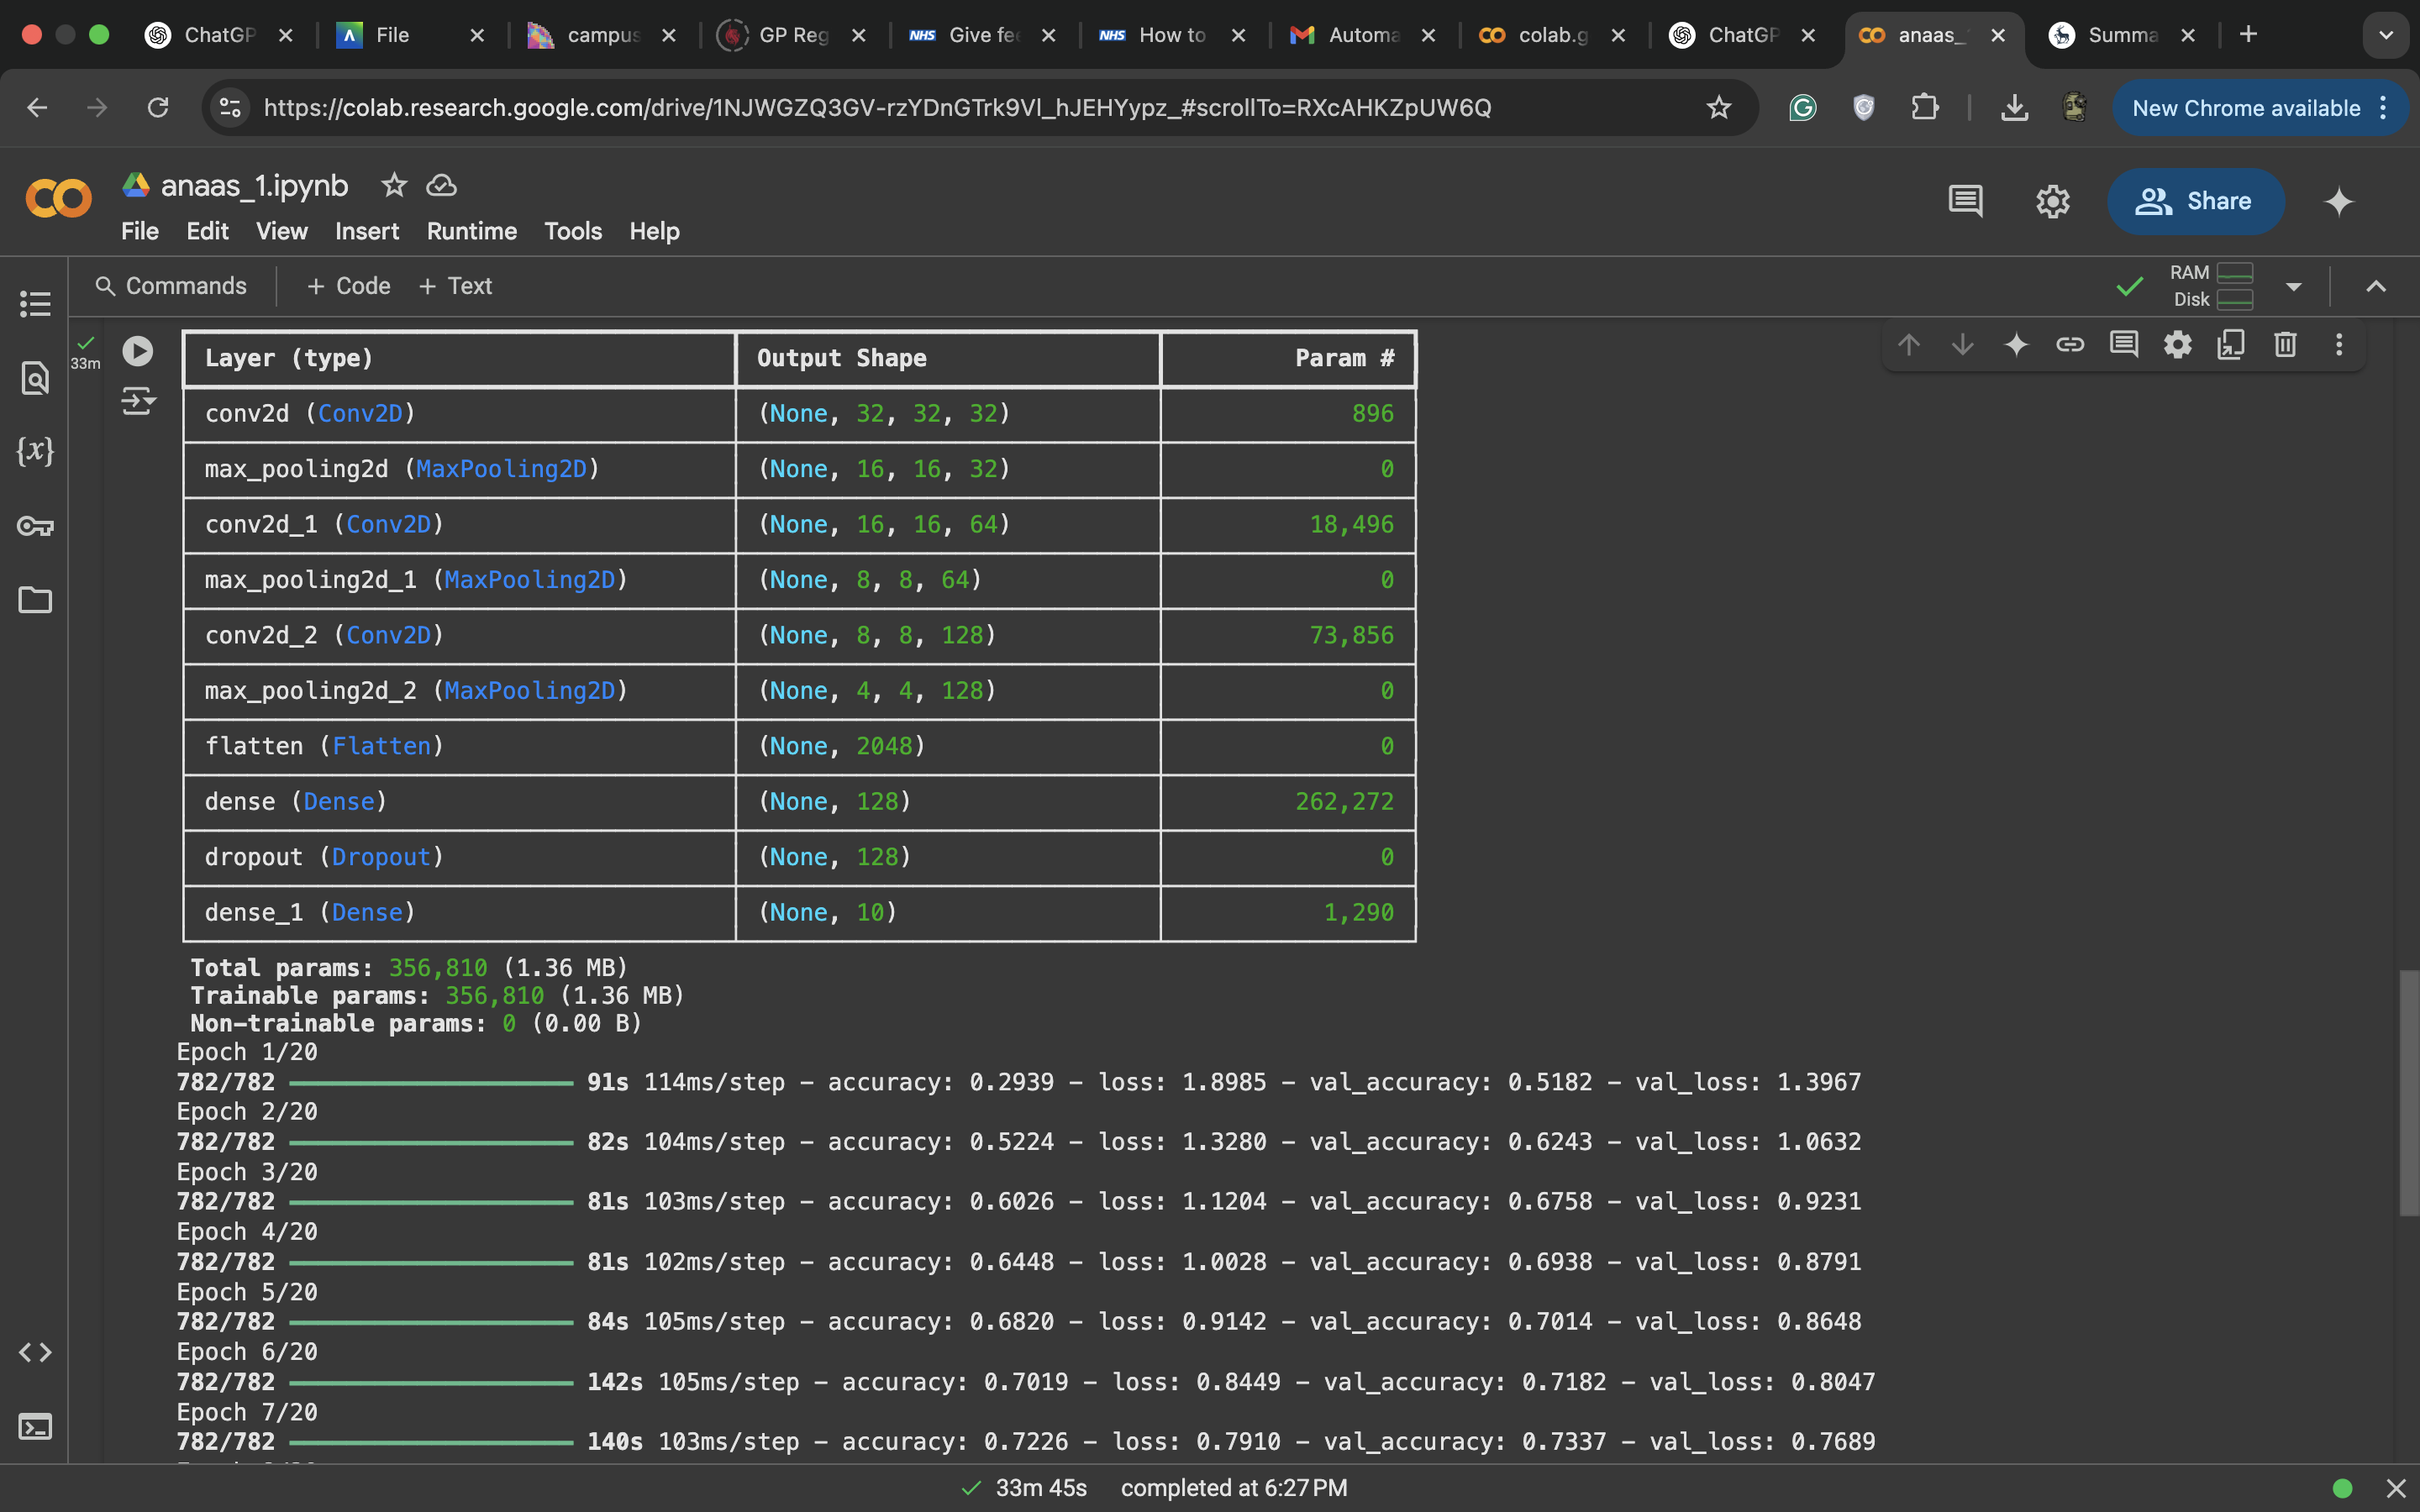 ChatGP File campus GP Reg NHS Give fee NHS How to Automa colab.g ChatGP anaas_ Summa
https://colab.research.google.com/drive/1NJWGZQ3GV-rzYDnGTrk9Vl_hJEHYypz_#scrollTo=RXcAHKZpUW6Q New Chrome available
anaas_1.ipynb
Share
File Edit View Insert Runtime Tools Help
Commands + Code + Text RAM
Disk
33m
Layer (type) Output Shape Param #
conv2d (Conv2D) (None, 32, 32, 32) 896
max_pooling2d (MaxPooling2D) (None, 16, 16, 32) 0
conv2d_1 (Conv2D) (None, 16, 16, 64) 18,496
max_pooling2d_1 (MaxPooling2D) (None, 8, 8, 64) 0
conv2d_2 (Conv2D) (None, 8, 8, 128) 73,856
max_pooling2d_2 (MaxPooling2D) (None, 4, 4, 128) 0
flatten (Flatten) (None, 2048) 0
dense (Dense) (None, 128) 262,272
dropout (Dropout) (None, 128) 0
dense_1 (Dense) (None, 10) 1,290
Total params: 356,810 (1.36 MB)
Trainable params: 356,810 (1.36 MB)
Non-trainable params: 0 (0.00 B)
Epoch 1/20
782/782 91s 114ms/step - accuracy: 0.2939 - loss: 1.8985 - val_accuracy: 0.5182 - val_loss: 1.3967
Epoch 2/20
782/782 82s 104ms/step - accuracy: 0.5224 - loss: 1.3280 - val_accuracy: 0.6243 - val_loss: 1.0632
Epoch 3/20
782/782 81s 103ms/step - accuracy: 0.6026 - loss: 1.1204 - val_accuracy: 0.6758 - val_loss: 0.9231
Epoch 4/20
782/782 81s 102ms/step - accuracy: 0.6448 - loss: 1.0028 - val_accuracy: 0.6938 - val_loss: 0.8791
Epoch 5/20
782/782 84s 105ms/step - accuracy: 0.6820 - loss: 0.9142 - val_accuracy: 0.7014 - val_loss: 0.8648
Epoch 6/20
782/782 142s 105ms/step - accuracy: 0.7019 - loss: 0.8449 - val_accuracy: 0.7182 - val_loss: 0.8047
Epoch 7/20
782/782 140s 103ms/step - accuracy: 0.7226 - loss: 0.7910 - val_accuracy: 0.7337 - val_loss: 0.7689
33m 45s completed at 6:27 PM